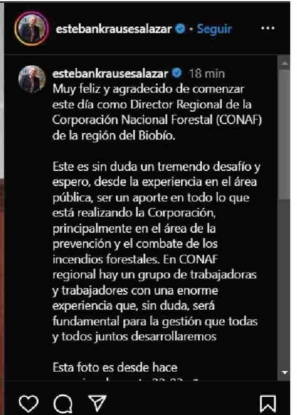 estebankrausesalazar • Seguir ...
estebankrausesalazar 18 min
Muy feliz y agradecido de comenzar
este día como Director Regional de la
Corporación Nacional Forestal (CONAF)
de la región del Biobío.
Este es sin duda un tremendo desafío y
espero, desde la experiencia en el área
pública, ser un aporte en todo lo que
está realizando la Corporación,
principalmente en el área de la
prevención y el combate de los
incendios forestales. En CONAF
regional hay un grupo de trabajadoras
y trabajadores con una enorme
experiencia que, sin duda, será
fundamental para la gestión que todas
y todos juntos desarrollaremos
Esta foto es desde hace